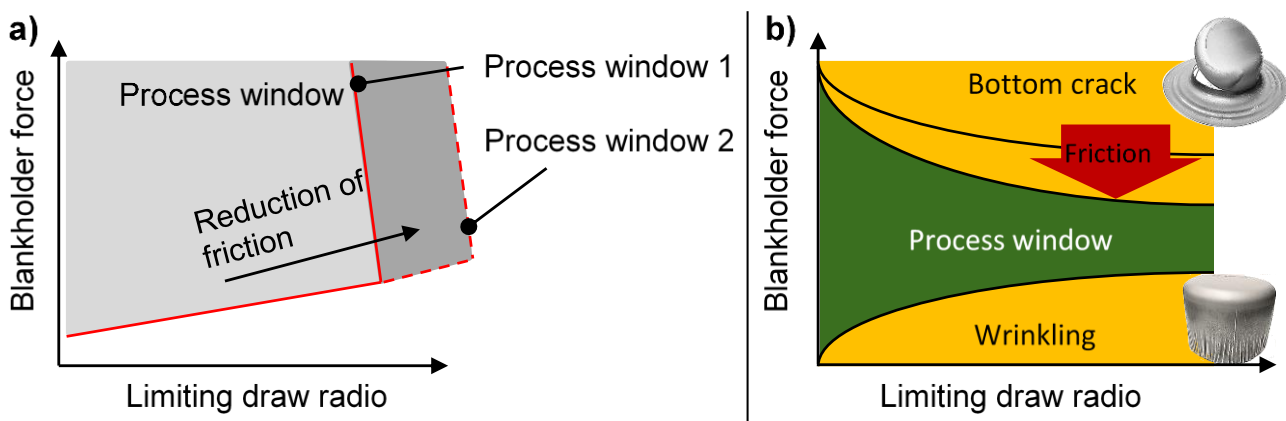 a)
Blankholder force
Process window
Process window 1
Process window 2
Reduction of
friction
Limiting draw radio
b)
Blankholder force
Bottom crack
Friction
Process window
Wrinkling
Limiting draw radio